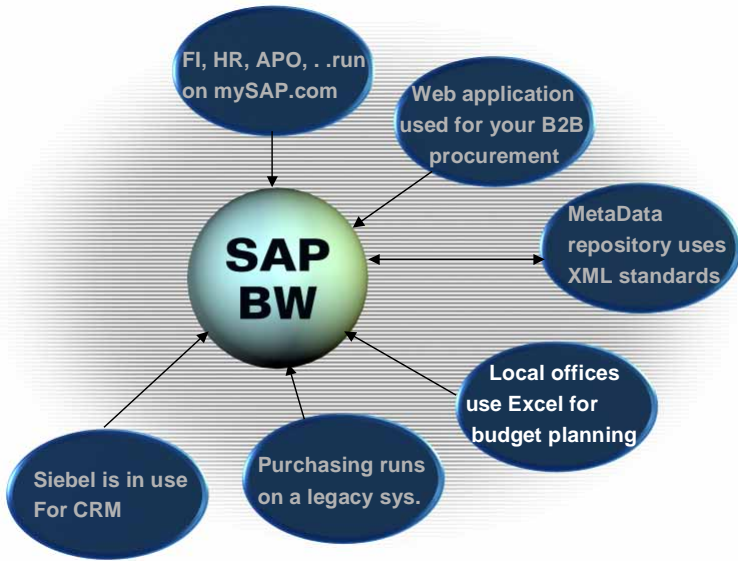 FI, HR, APO, . .run
on mySAP.com
Web application
used for your B2B
procurement
MetaData
repository uses
XML standards
SAP
BW
Local offices
use Excel for
budget planning
Purchasing runs
on a legacy sys.
Siebel is in use
For CRM